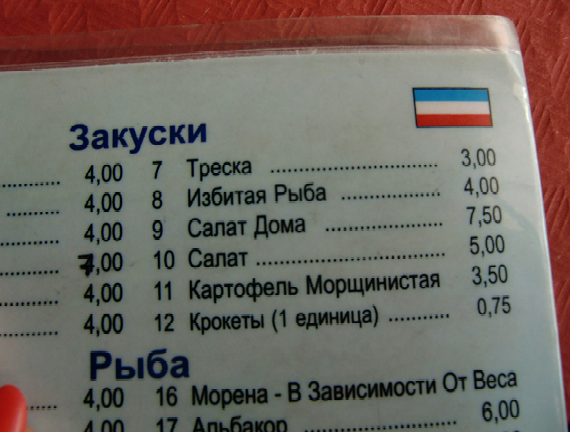 Закуски
4,00 7 Треска ........................... 3,00
4,00 8 Избитая Рыба ............... 4,00
4,00 9 Салат Дома .................... 7,50
7,00 10 Салат ............................ 5,00
4,00 11 Картофель Морщинистая 3,50
4,00 12 Крокеты (1 единица) ........... 0,75
Рыба
4,00 16 Морена - В Зависимости От Веса
4,00 17 Альбакор ........................ 6,00